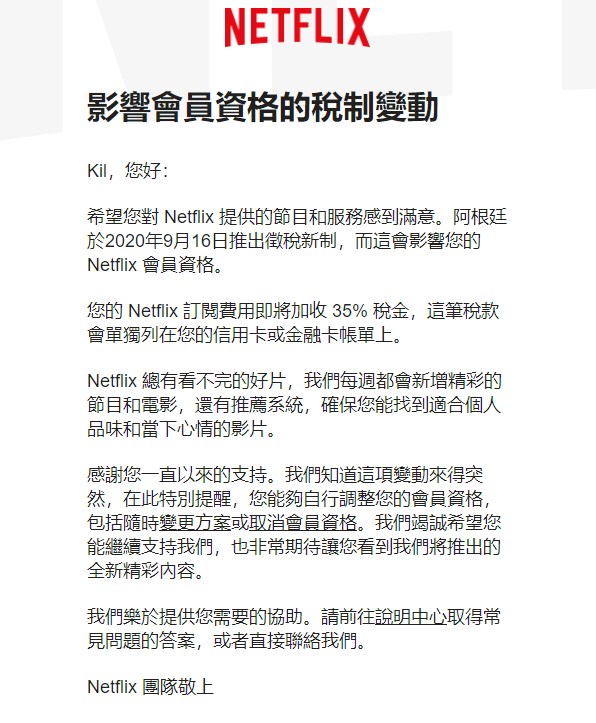 NETFLIX
影響會員資格的稅制變動
Kil，您好：
希望您對 Netflix 提供的節目和服務感到滿意。阿根廷
於2020年9月16日推出徵稅新制，而這會影響您的
Netflix 會員資格。
您的 Netflix 訂閱費用即將加收 35% 稅金，這筆稅款
會單獨列在您的信用卡或金融卡帳單上。
Netflix 總有看不完的好片，我們每週都會新增精彩的
節目和電影，還有推薦系統，確保您能找到適合個人
品味和當下心情的影片。
感謝您一直以來的支持。我們知道這項變動來得突
然，在此特別提醒，您能夠自行調整您的會員資格，
包括隨時變更方案或取消會員資格。我們竭誠希望您
能繼續支持我們，也非常期待讓您看到我們將推出的
全新精彩內容。
我們樂於提供您需要的協助。請前往說明中心取得常
見問題的答案，或者直接聯絡我們。
Netflix 團隊敬上